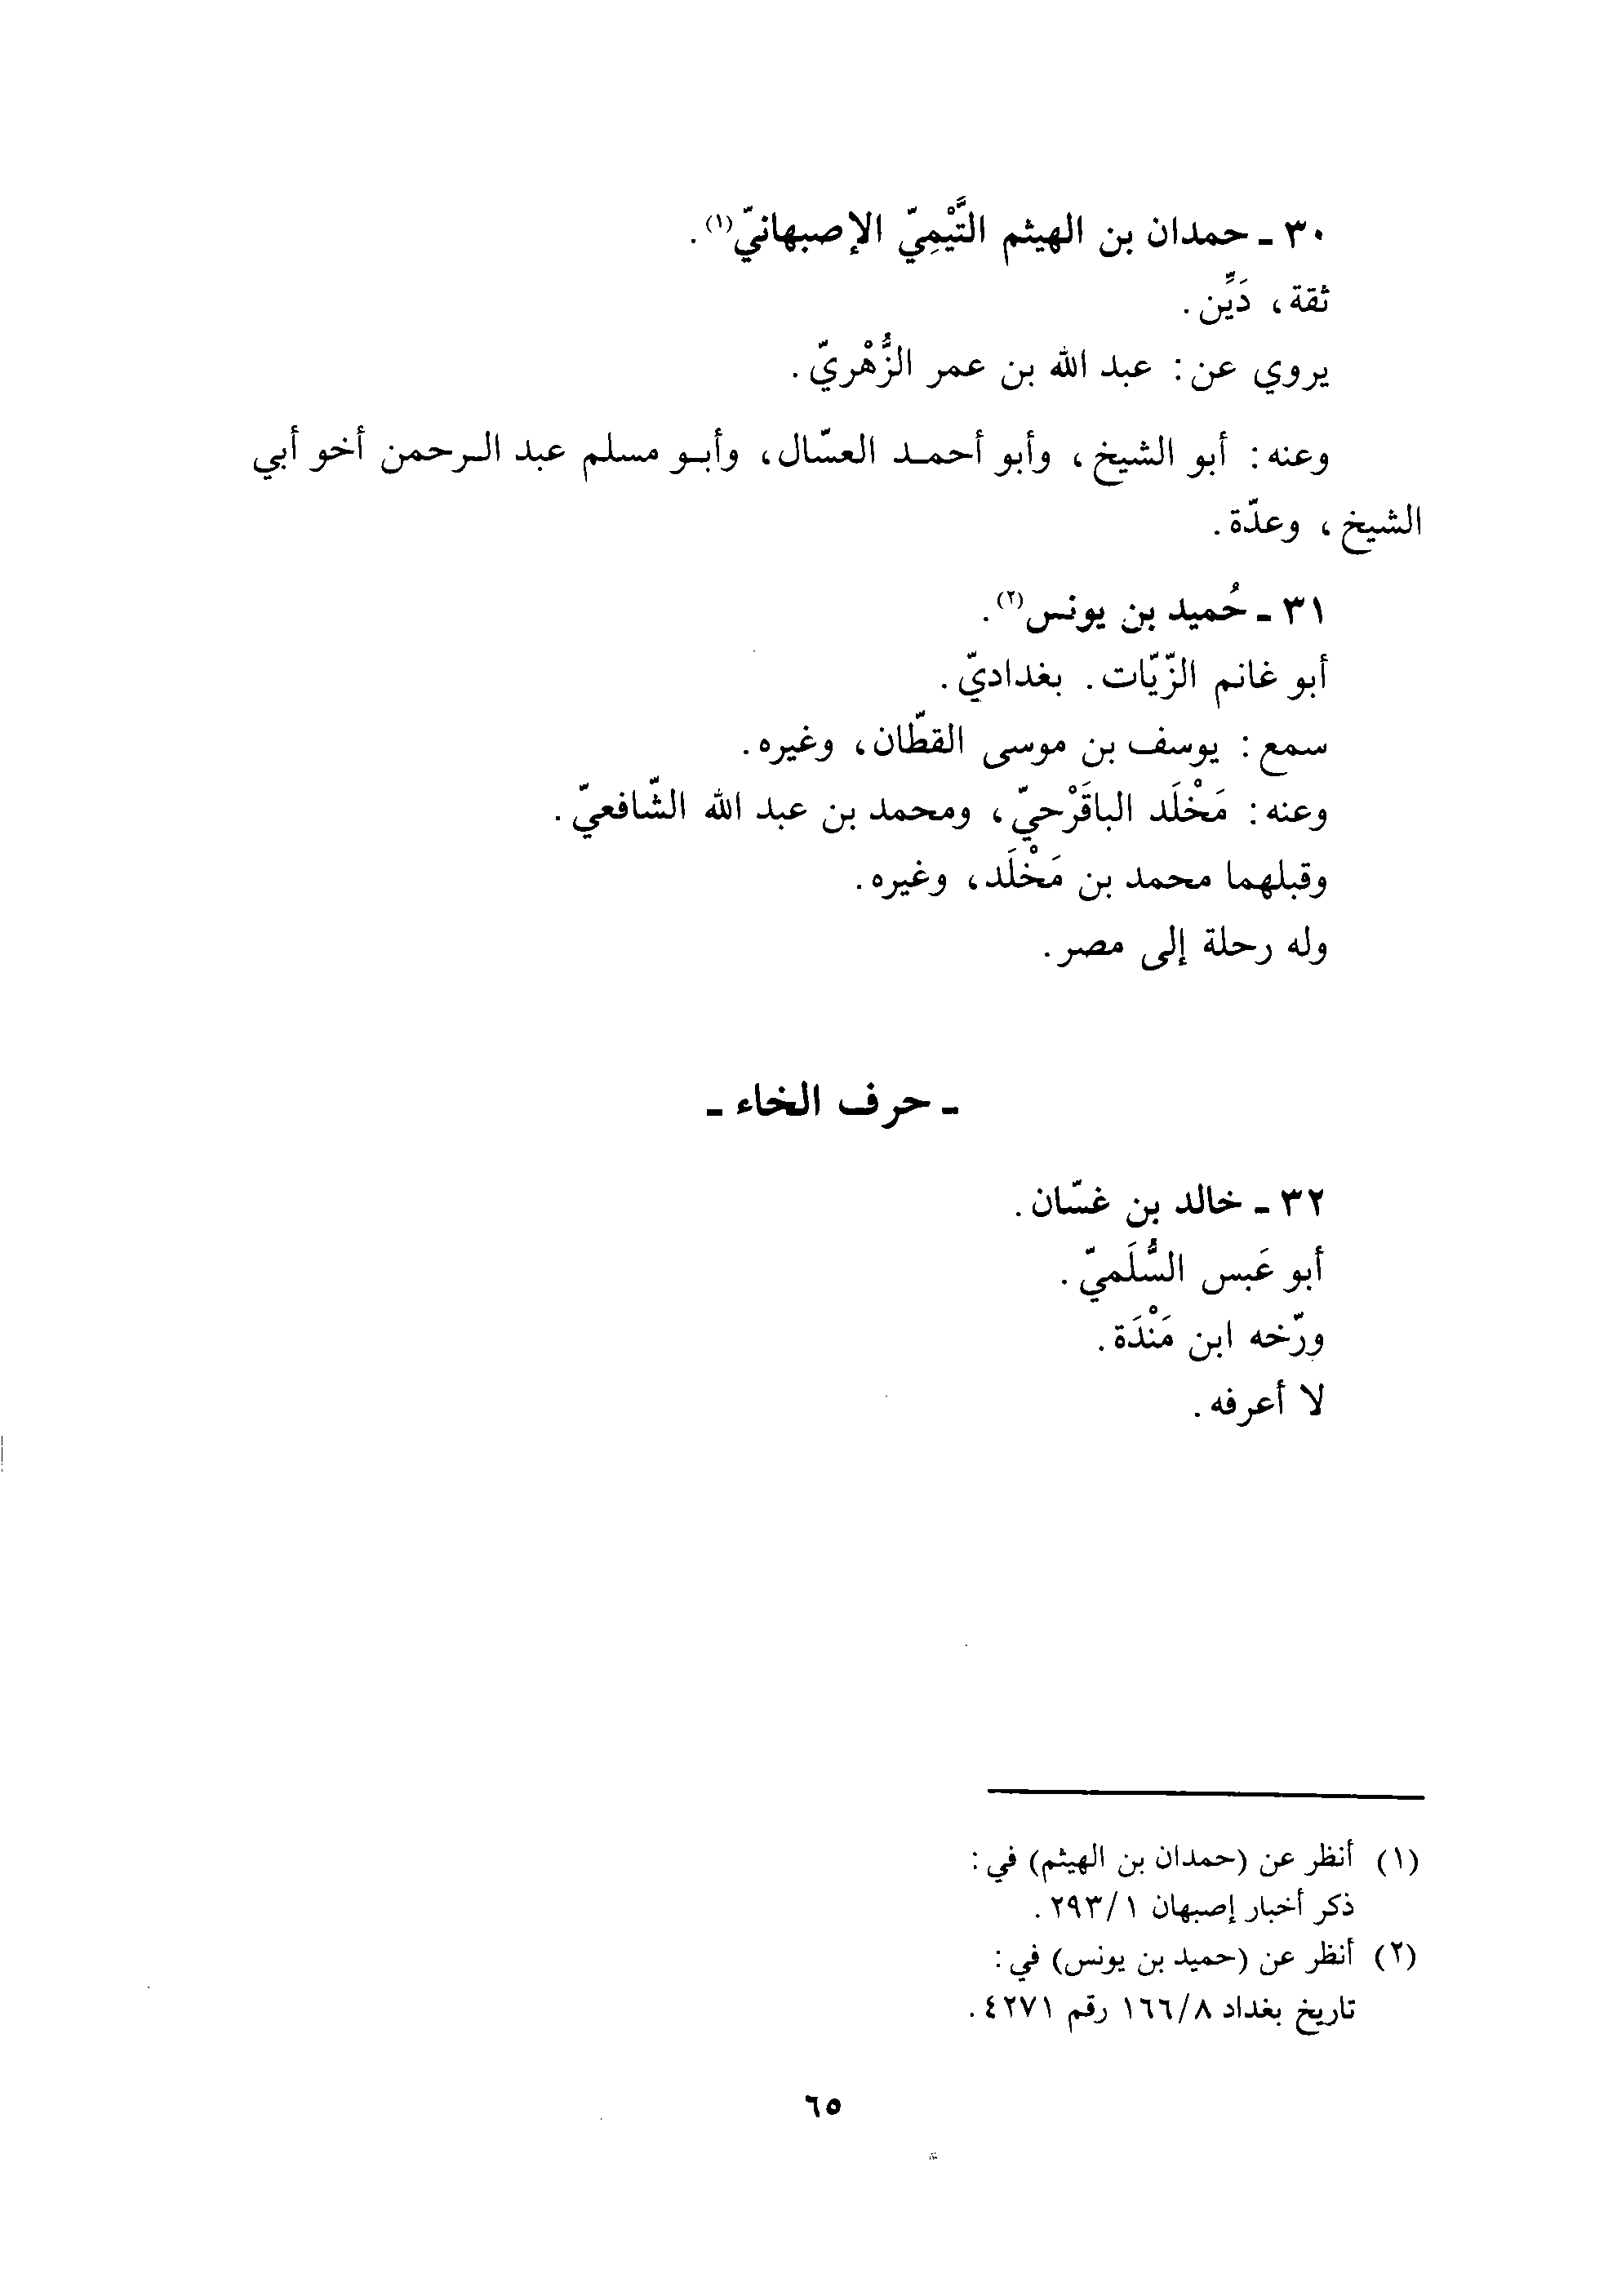 ٣٠ ـ حمدان بن الهيثم التَّيْمِيّ الإصبهانيّ(١).
ثقة، دَيِّن.
يروي عن: عبد الله بن عمر الزُّهْريّ.
وعنه: أبو الشيخ، وأبو أحمد العسّال، وأبو مسلم عبد الرحمن أخو أبي
الشيخ، وعدّة.
٣١ ـ حُميد بن يونس(٢).
أبو غانم الزّيّات. بغداديّ.
سمع: يوسف بن موسى القطّان، وغيره.
وعنه: مَخْلَد الباقَرْحيّ، ومحمد بن عبد الله الشّافعيّ.
وقبلهما محمد بن مَخْلَد، وغيره.
وله رحلة إلى مصر.
ـ حرف الخاء ـ
٣٢ ـ خالد بن غسّان.
أبو عَبس السُّلَميّ.
ورّخه ابن مَنْدَة.
لا أعرفه.
(١) أنظر عن (حمدان بن الهيثم) في:
ذكر أخبار إصبهان ٢٩٣/١.
(٢) أنظر عن (حميد بن يونس) في:
تاريخ بغداد ١٦٦/٨ رقم ٤٢٧١.
٦٥